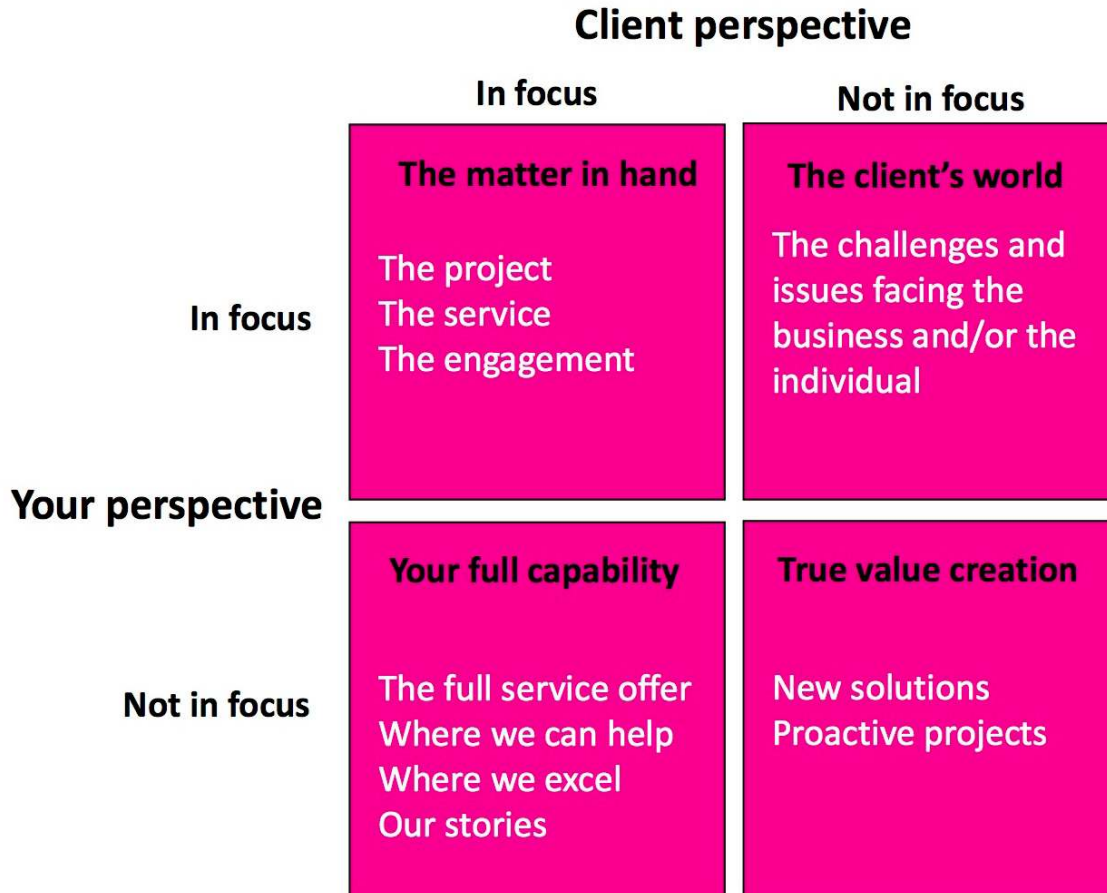 Client perspective
In focus
Not in focus
The matter in hand
The project
The service
The engagement
The client’s world
The challenges and
issues facing the
business and/or the
individual
In focus
Your perspective
Your full capability
The full service offer
Where we can help
Where we excel
Our stories
True value creation
New solutions
Proactive projects
Not in focus